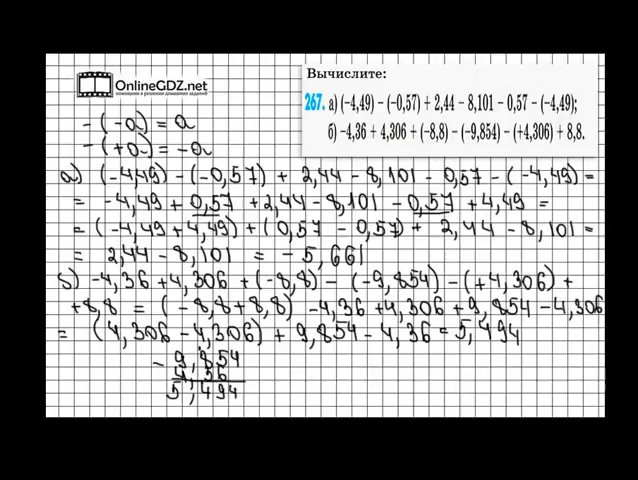 OnlineGDZ.net
помощник в решении домашних заданий
Вычислите:
267. а) (–4,49) – (–0,57) + 2,44 – 8,101 – 0,57 – (–4,49);
б) –4,36 + 4,306 + (–8,8) – (–9,854) – (+4,306) + 8,8.
-(-a) = a
-(+a) = -a
а) (-4,49) - (-0,57) + 2,44 - 8,101 - 0,57 - (-4,49) =
= -4,49 + 0,57 + 2,44 - 8,101 - 0,57 + 4,49 =
= (-4,49 + 4,49) + (0,57 - 0,57) + 2,44 - 8,101 =
= 2,44 - 8,101 = -5,661
б) -4,36 + 4,306 + (-8,8) - (-9,854) - (+4,306) +
+8,8 = (-8,8 + 8,8) - 4,36 + 4,306 + 9,854 - 4,306
= (4,306 - 4,306) + 9,854 - 4,36 = 5,494
- 9,854
4,36
5,494